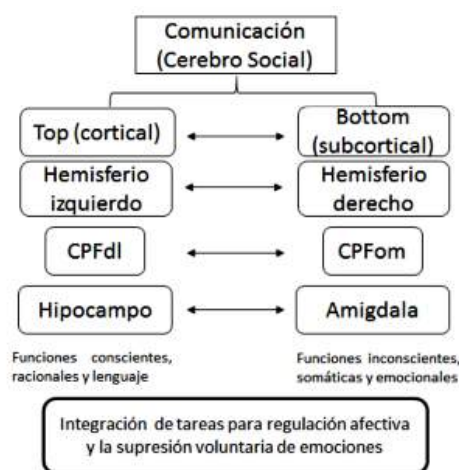 Comunicación
(Cerebro Social)
Top (cortical)
Bottom
(subcortical)
Hemisferio
izquierdo
Hemisferio
derecho
CPFdl
CPFom
Hipocampo
Amigdala
Funciones conscientes,
racionales y lenguaje
Funciones inconscientes,
somáticas y emocionales
Integración de tareas para regulación afectiva
y la supresión voluntaria de emociones